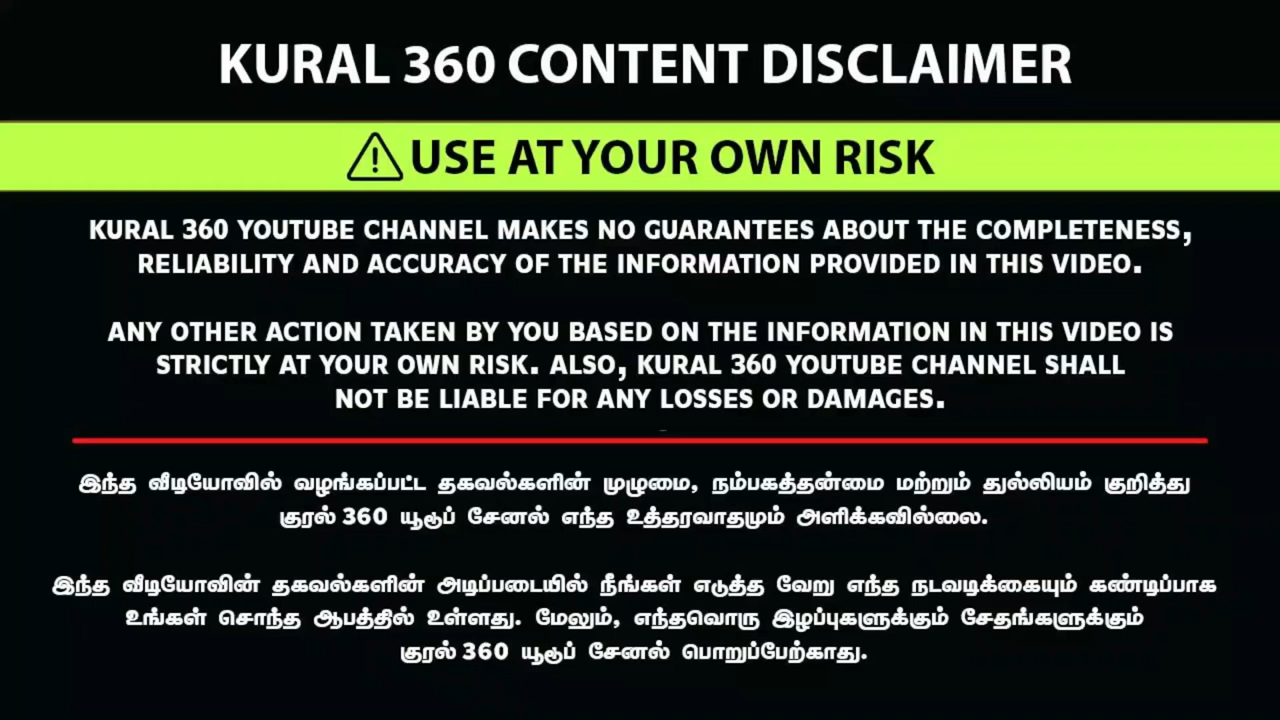 KURAL 360 CONTENT DISCLAIMER
USE AT YOUR OWN RISK
KURAL 360 YOUTUBE CHANNEL MAKES NO GUARANTEES ABOUT THE COMPLETENESS,
RELIABILITY AND ACCURACY OF THE INFORMATION PROVIDED IN THIS VIDEO.
ANY OTHER ACTION TAKEN BY YOU BASED ON THE INFORMATION IN THIS VIDEO IS
STRICTLY AT YOUR OWN RISK. ALSO, KURAL 360 YOUTUBE CHANNEL SHALL
NOT BE LIABLE FOR ANY LOSSES OR DAMAGES.
இந்த வீடியோவில் வழங்கப்பட்ட தகவல்களின் முழுமை, நம்பகத்தன்மை மற்றும் துல்லியம் குறித்து
குரல் 360 யூடூப் சேனல் எந்த உத்தரவாதமும் அளிக்கவில்லை.
இந்த வீடியோவின் தகவல்களின் அடிப்படையில் நீங்கள் எடுத்த வேறு எந்த நடவடிக்கையும் கண்டிப்பாக
உங்கள் சொந்த ஆபத்தில் உள்ளது. மேலும், எந்தவொரு இழப்புகளுக்கும் சேதங்களுக்கும்
குரல் 360 யூடூப் சேனல் பொறுப்பேற்காது.